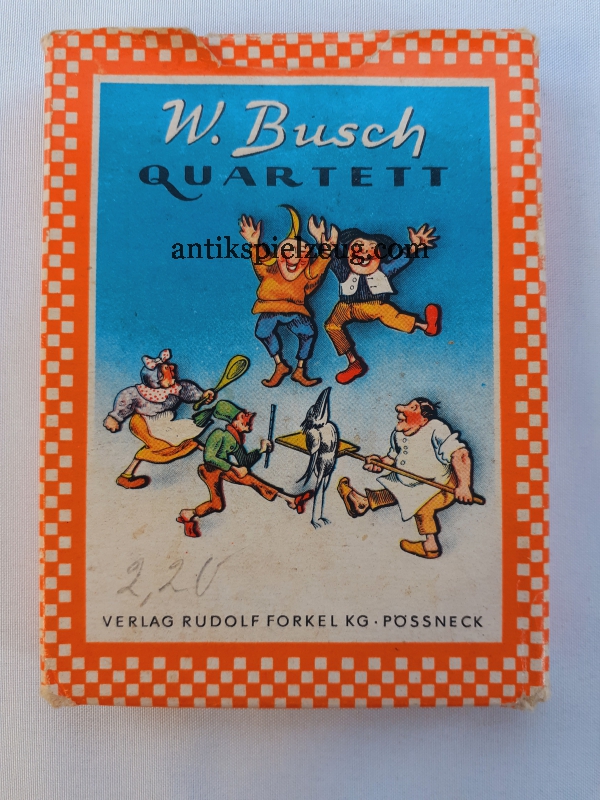 W. Busch
QUARTETT
antikspielzeug.com
2,20
VERLAG RUDOLF FORKEL KG · PÖSSNECK